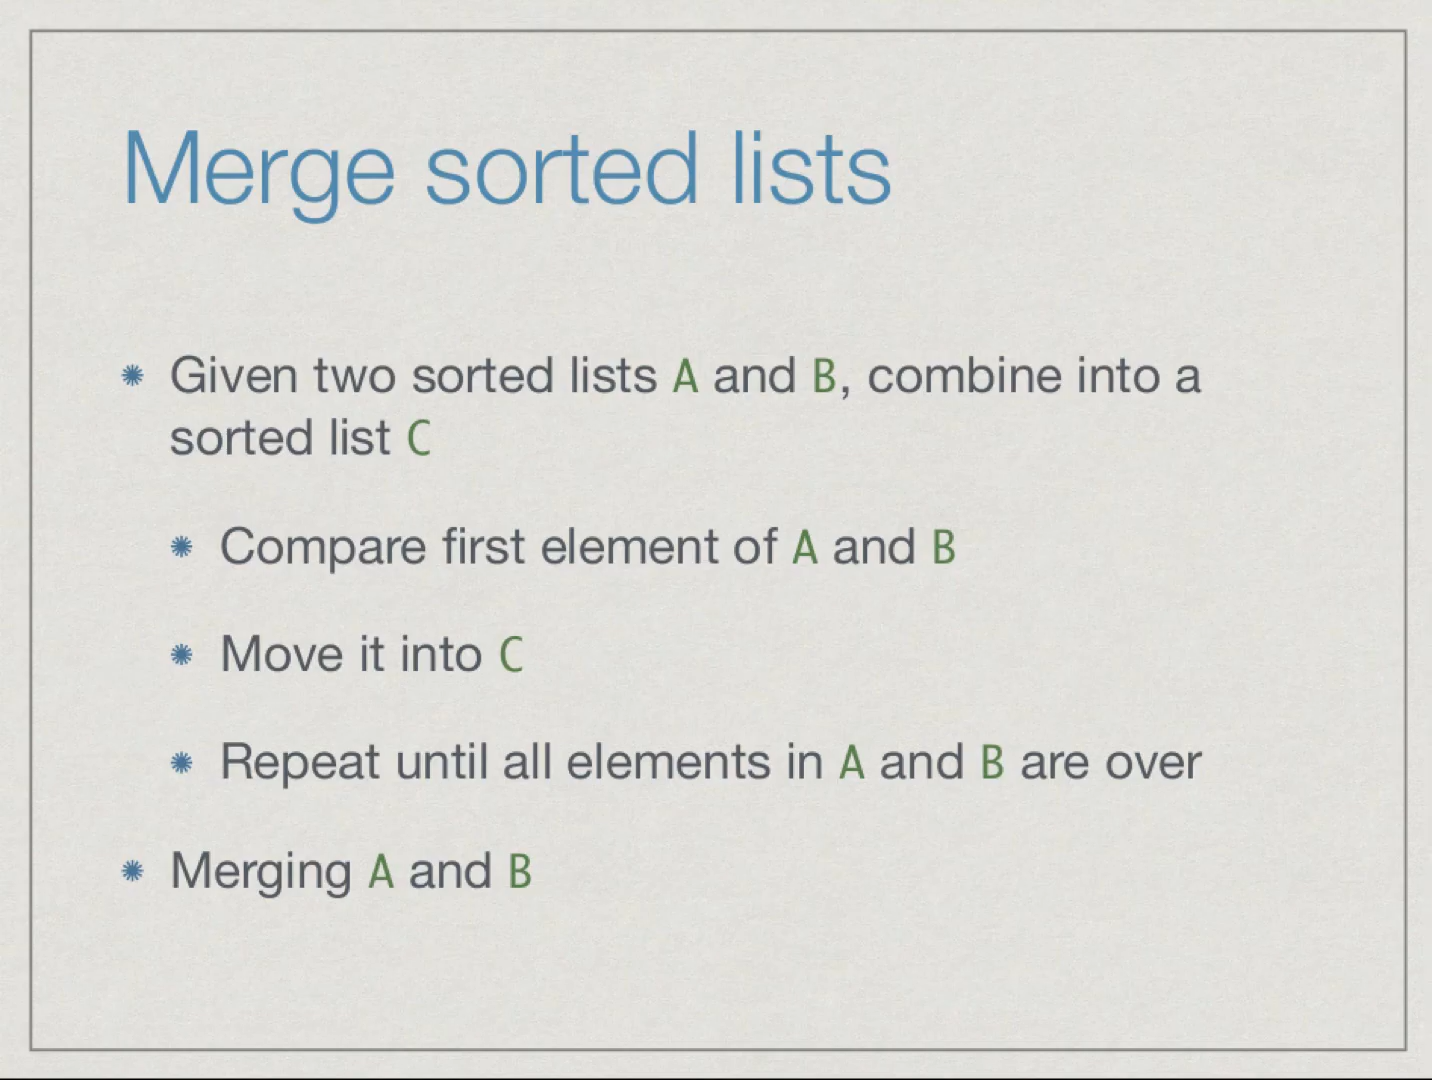 Merge sorted lists
Given two sorted lists A and B, combine into a
sorted list C
Compare first element of A and B
Move it into C
Repeat until all elements in A and B are over
Merging A and B